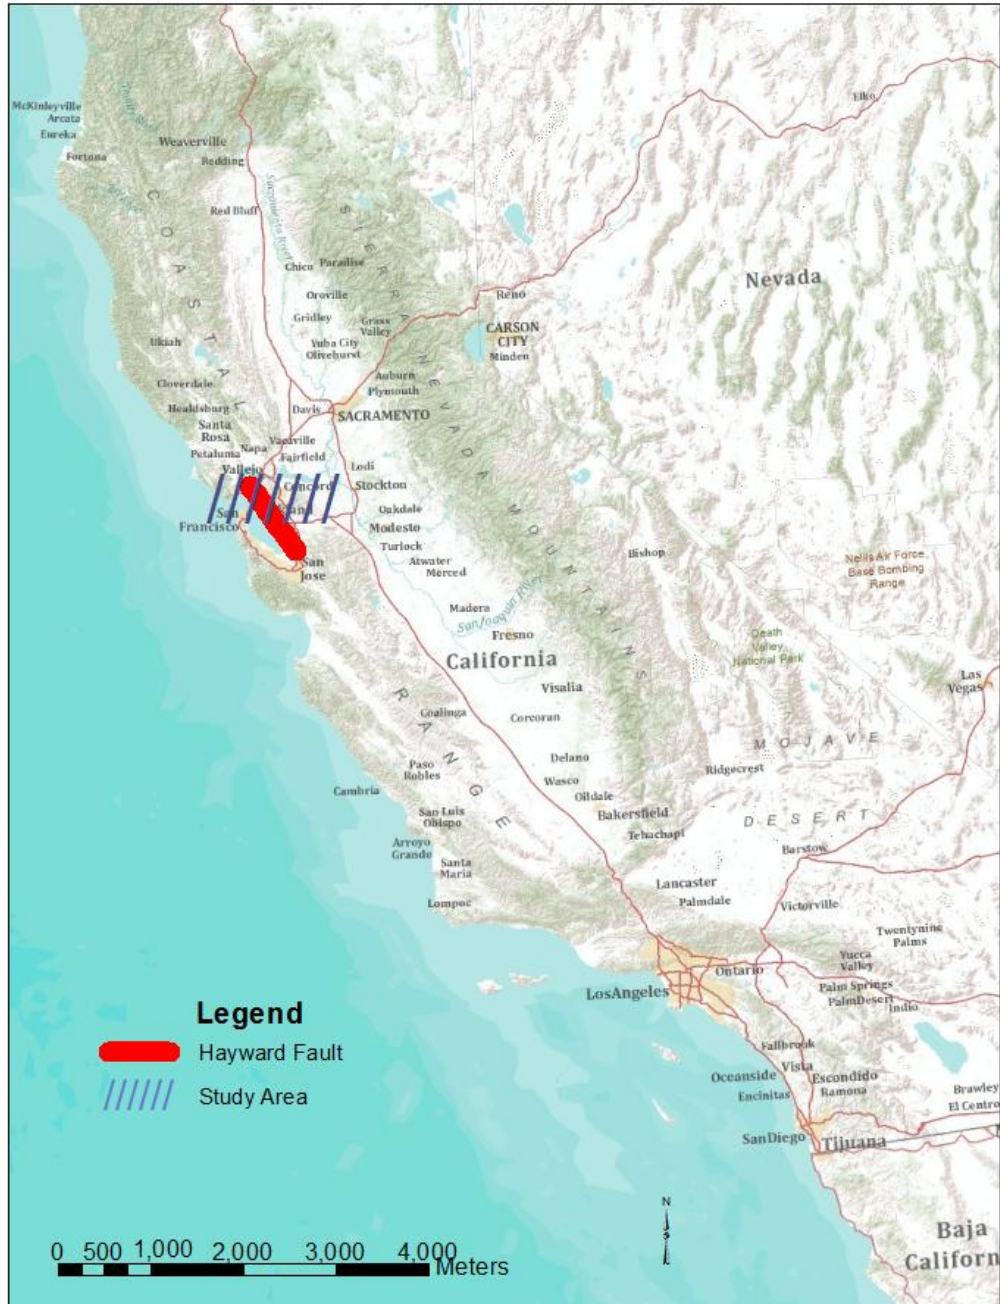 McKinleyville
Arcata
Eureka
Fortuna
Weaverville
Redding
Elko
Red Bluff
Sacramento River
COASTAL
SIERRA
Chico
Paradise
Nevada
Oroville
Reno
Gridley
Grass
Valley
CARSON
CITY
Minden
Ukiah
Yuba City
Olivehurst
Auburn
Plymouth
NEVADA
Cloverdale
Healdsburg
Davis
SACRAMENTO
Santa
Rosa
Vacaville
Petaluma
Napa
Fairfield
Vallejo
Lodi
Concord
Stockton
San
Francisco
land
Oakdale
Modesto
Turlock
Atwater
Merced
MOUNTAINS
Bishop
Nellis Air Force
Base Bombing
Range
San
Jose
Madera
San Joaquin River
Fresno
Death
Valley
National Park
California
Las
Vegas
Visalia
RANGE
Coalinga
Corcoran
MOJAVE
Delano
Ridgecrest
Paso
Robles
Wasco
Cambria
Oildale
San Luis
Obispo
Bakersfield
DESERT
Tehachapi
Arroyo
Grande
Barstow
Santa
Maria
Lancaster
Lompoc
Palmdale
Victorville
Twentynine
Palms
Yucca
Valley
Ontario
LosAngeles
Palm Springs
PalmDesert
Indio
Legend
Hayward Fault
Study Area
Fallbrook
Oceanside
Vista
Escondido
Encinitas
Ramona
Brawley
El Centro
SanDiego
Tijuana
N
Baja
Californ
0 500 1,000 2,000 3,000 4,000
Meters